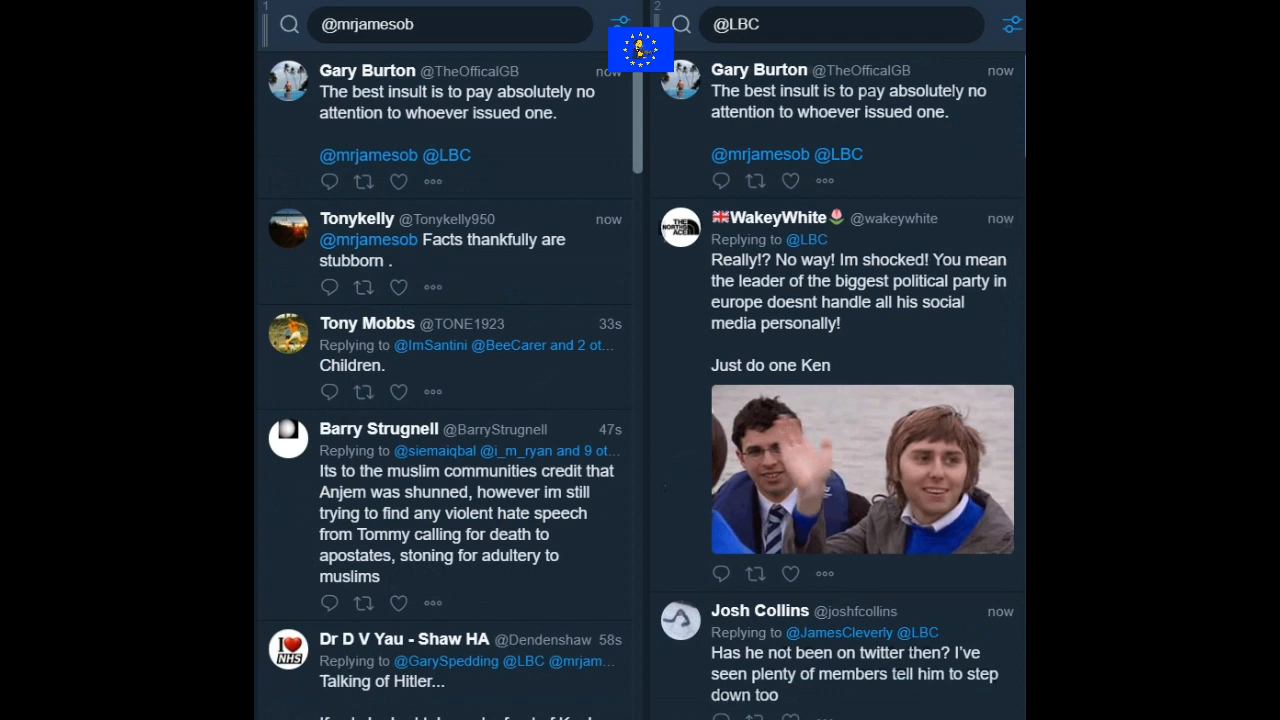 1
@mrjamesob
Gary Burton @TheOfficalGB now
The best insult is to pay absolutely no
attention to whoever issued one.
@mrjamesob @LBC
Tonykelly @Tonykelly950 now
@mrjamesob Facts thankfully are
stubborn .
Tony Mobbs @TONE1923 33s
Replying to @ImSantini @BeeCarer and 2 ot...
Children.
Barry Strugnell @BarryStrugnell 47s
Replying to @siemaiqbal @i_m_ryan and 9 ot...
Its to the muslim communities credit that
Anjem was shunned, however im still
trying to find any violent hate speech
from Tommy calling for death to
apostates, stoning for adultery to
muslims
I NHS
Dr D V Yau - Shaw HA @Dendenshaw 58s
Replying to @GarySpedding @LBC @mrjam...
Talking of Hitler...
2
@LBC
Gary Burton @TheOfficalGB now
The best insult is to pay absolutely no
attention to whoever issued one.
@mrjamesob @LBC
THE
NORTHS
ACE
🇬🇧WakeyWhite🌷 @wakeywhite now
Replying to @LBC
Really!? No way! Im shocked! You mean
the leader of the biggest political party in
europe doesnt handle all his social
media personally!
Just do one Ken
Josh Collins @joshfcollins now
Replying to @JamesCleverly @LBC
Has he not been on twitter then? I've
seen plenty of members tell him to step
down too